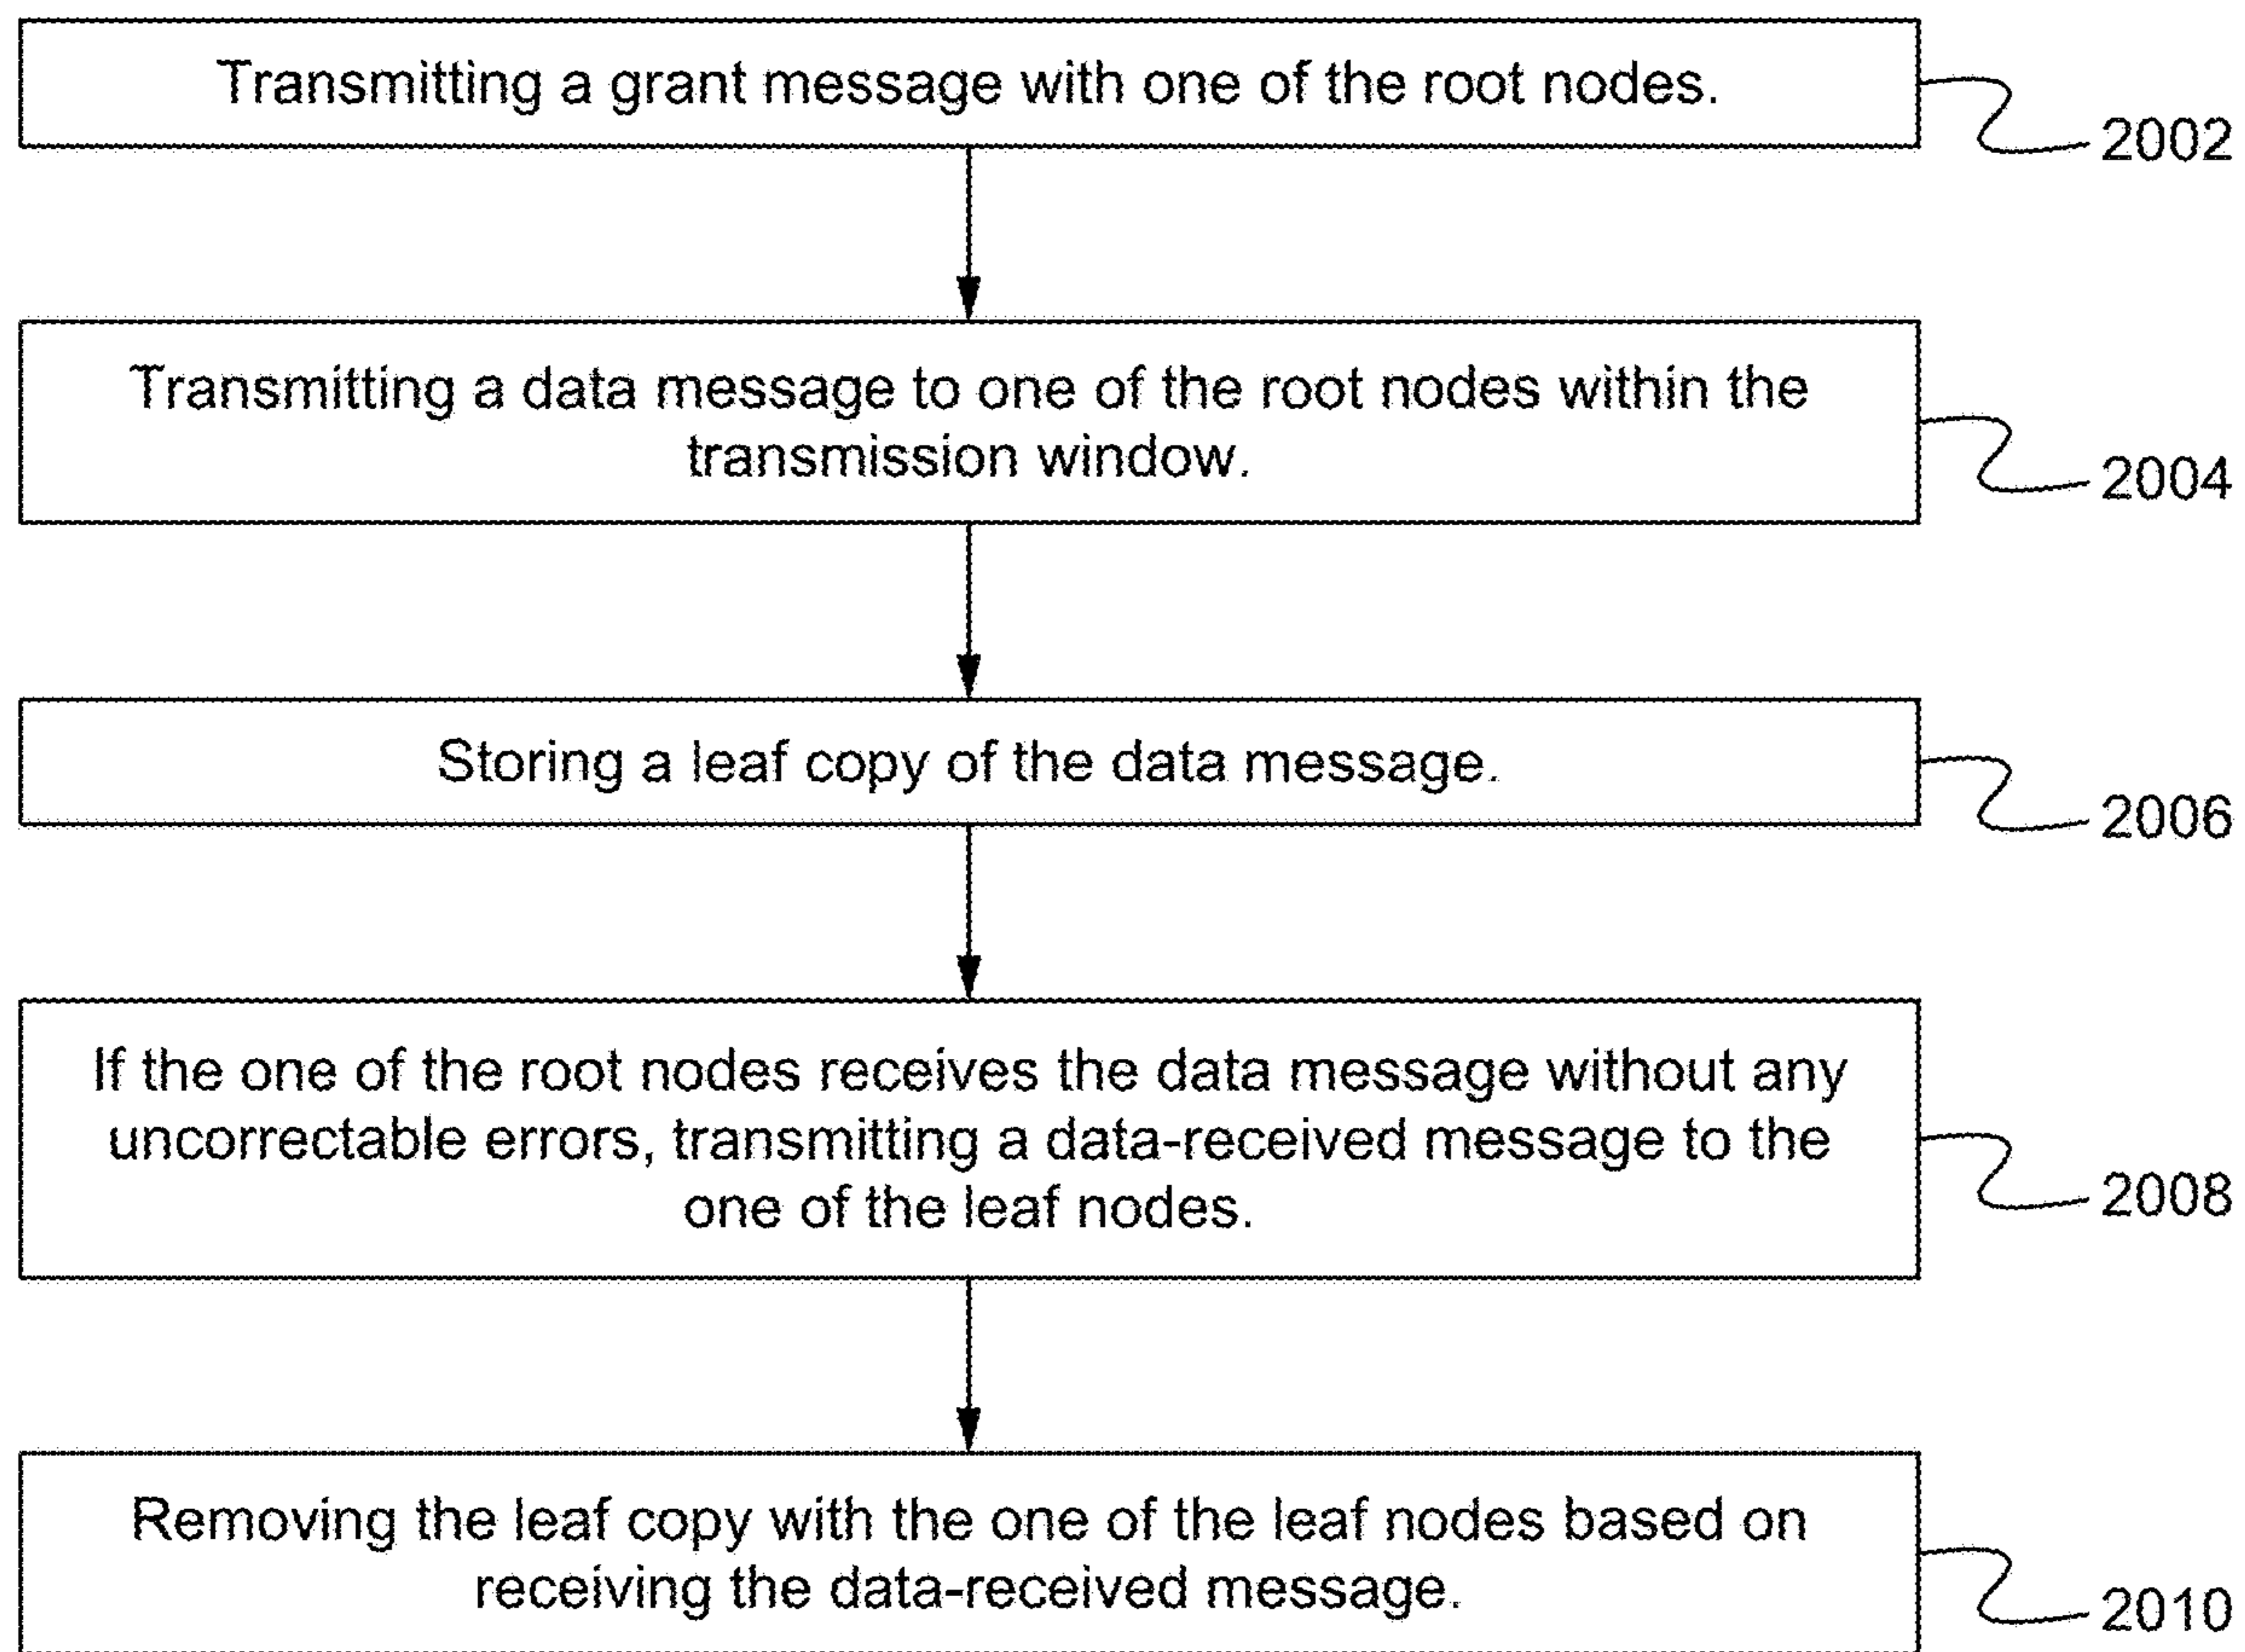 Transmitting a grant message with one of the root nodes.
2002
Transmitting a data message to one of the root nodes within the
transmission window.
2004
Storing a leaf copy of the data message.
2006
If the one of the root nodes receives the data message without any
uncorrectable errors, transmitting a data-received message to the
one of the leaf nodes.
2008
Removing the leaf copy with the one of the leaf nodes based on
receiving the data-received message.
2010